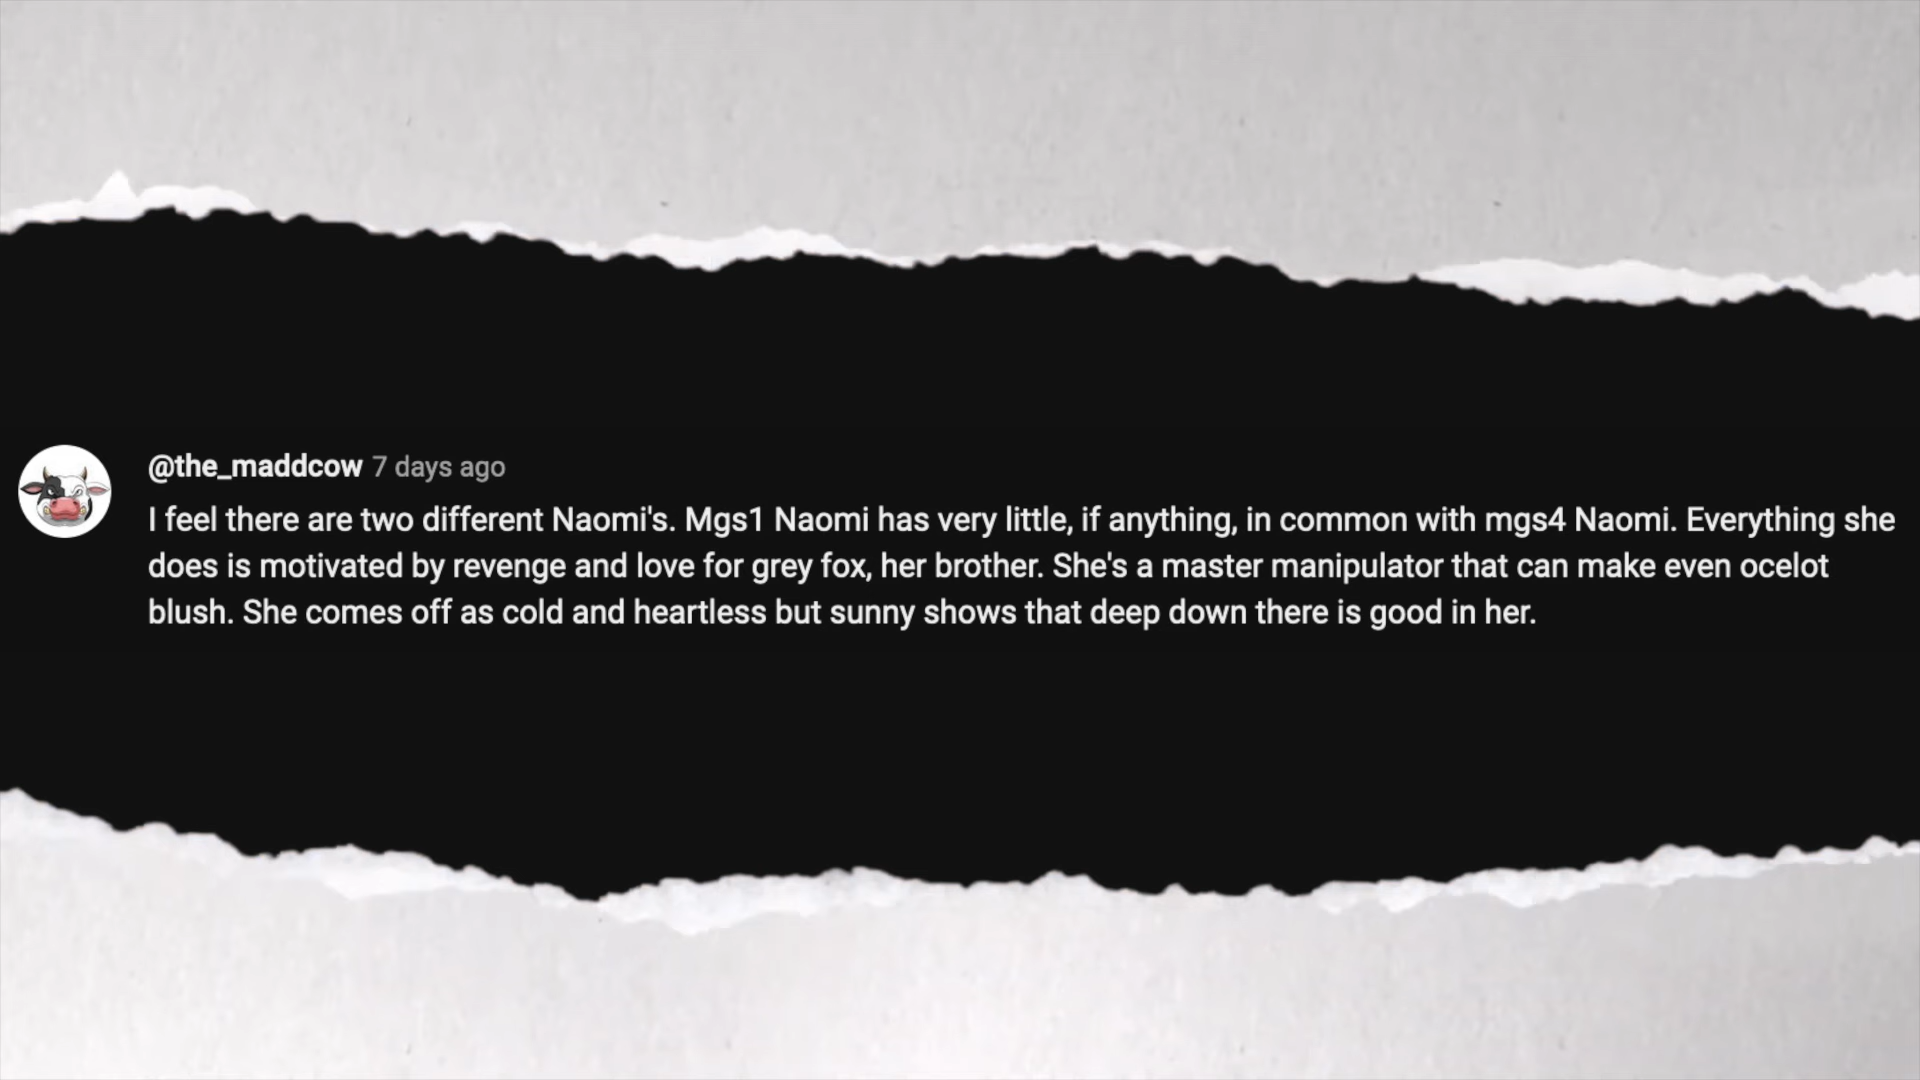 @the_maddcow 7 days ago
I feel there are two different Naomi's. Mgs1 Naomi has very little, if anything, in common with mgs4 Naomi. Everything she
does is motivated by revenge and love for grey fox, her brother. She's a master manipulator that can make even ocelot
blush. She comes off as cold and heartless but sunny shows that deep down there is good in her.